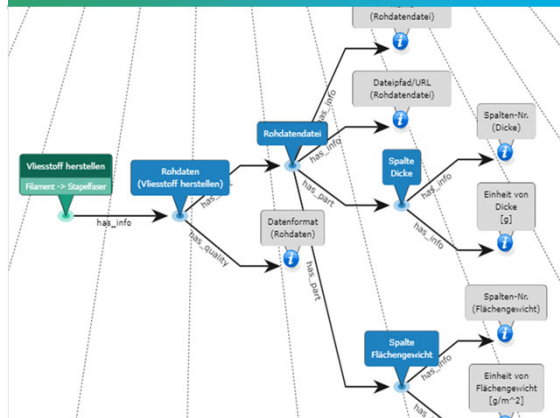 (Rohdatendatei)
Dateipfad/URL
(Rohdatendatei)
has_info
Spalten-Nr.
(Dicke)
Rohdatendatei
has_info
Vliesstoff herstellen
Filament -> Stapelfaser
Rohdaten
(Vliesstoff herstellen)
Spalte
Dicke
has_info
has_part
has_info
Datenformat
(Rohdaten)
Einheit von
Dicke
[g]
has_info
has_quality
has_part
Spalten-Nr.
(Flächengewicht)
Spalte
Flächengewicht
has_info
Einheit von
Flächengewicht
[g/m^2]